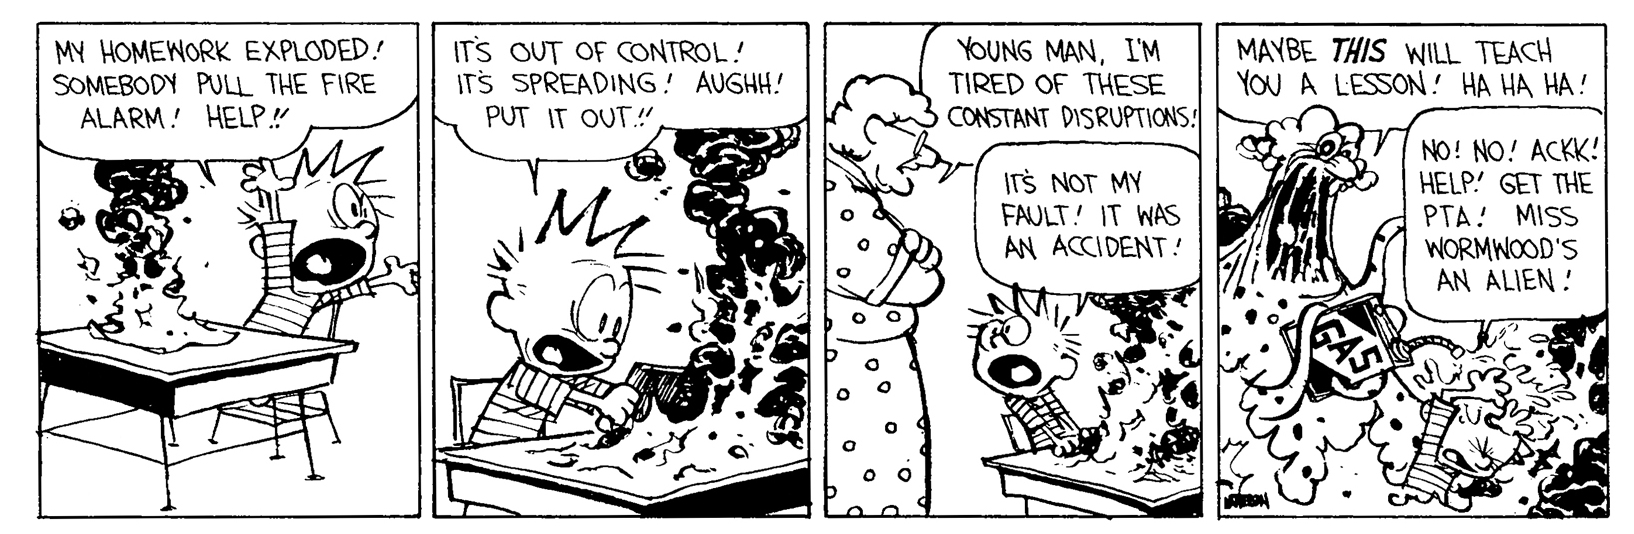 MY HOMEWORK EXPLODED!
SOMEBODY PULL THE FIRE
ALARM! HELP!!
IT'S OUT OF CONTROL!
IT'S SPREADING! AUGHH!
PUT IT OUT!!
YOUNG MAN, I'M
TIRED OF THESE
CONSTANT DISRUPTIONS!
IT'S NOT MY
FAULT! IT WAS
AN ACCIDENT!
MAYBE THIS WILL TEACH
YOU A LESSON! HA HA HA!
NO! NO! ACKK!
HELP! GET THE
PTA! MISS
WORMWOOD'S
AN ALIEN!
GAS
WATTERSON